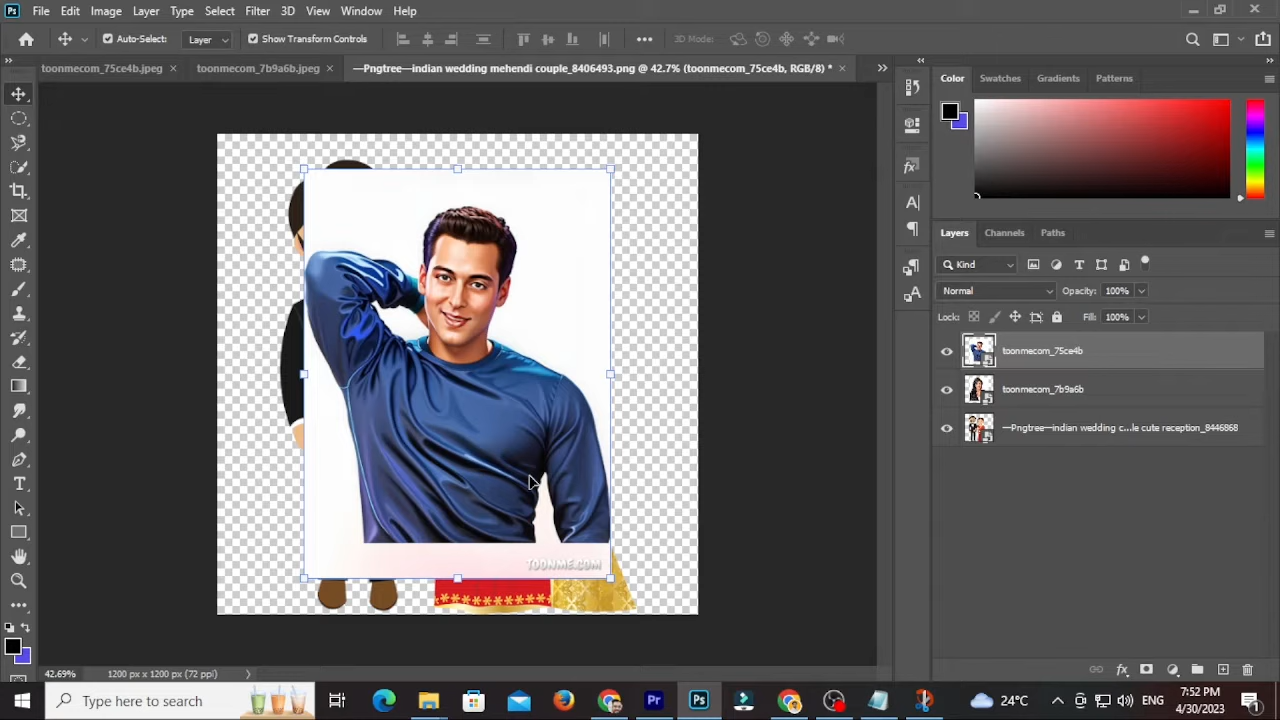 Ps File Edit Image Layer Type Select Filter 3D View Window Help
Auto-Select: Layer Show Transform Controls 3D Mode:
toonmecom_75ce4b.jpeg × toonmecom_7b9a6b.jpeg × —Pngtree—indian wedding mehendi couple_8406493.png @ 42.7% (toonmecom_75ce4b, RGB/8) * ×
Color Swatches Gradients Patterns
Layers Channels Paths
Kind
Normal Opacity: 100%
Locks: Fill: 100%
toonmecom_75ce4b
toonmecom_7b9a6b
—Pngtree—indian wedding c...le cute reception_8446868
TOONME.COM
42.69% 1200 px x 1200 px (72 ppi)
Type here to search Pr Ps 24°C ENG 7:52 PM
4/30/2023